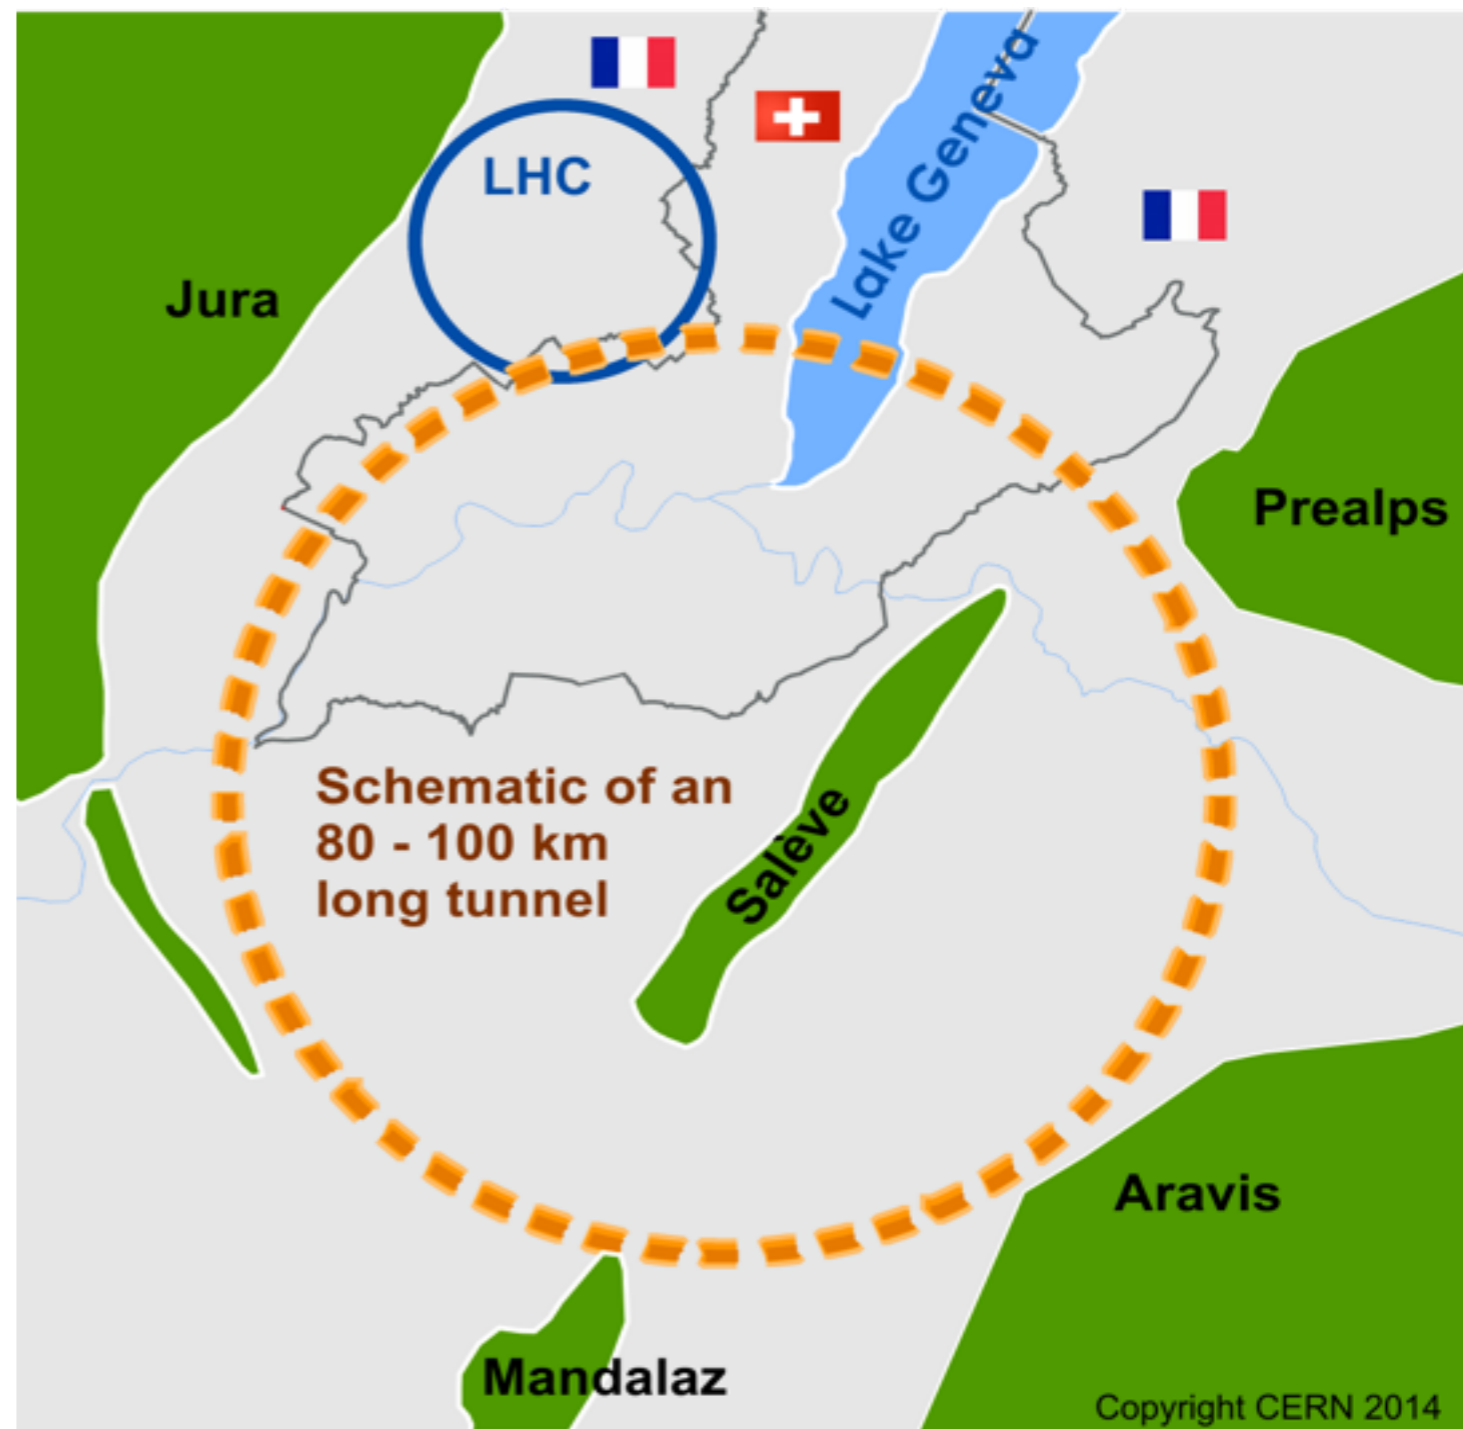 LHC
Lake Geneva
Jura
Prealps
Schematic of an
80 - 100 km
long tunnel
Salève
Aravis
Mandalaz
Copyright CERN 2014